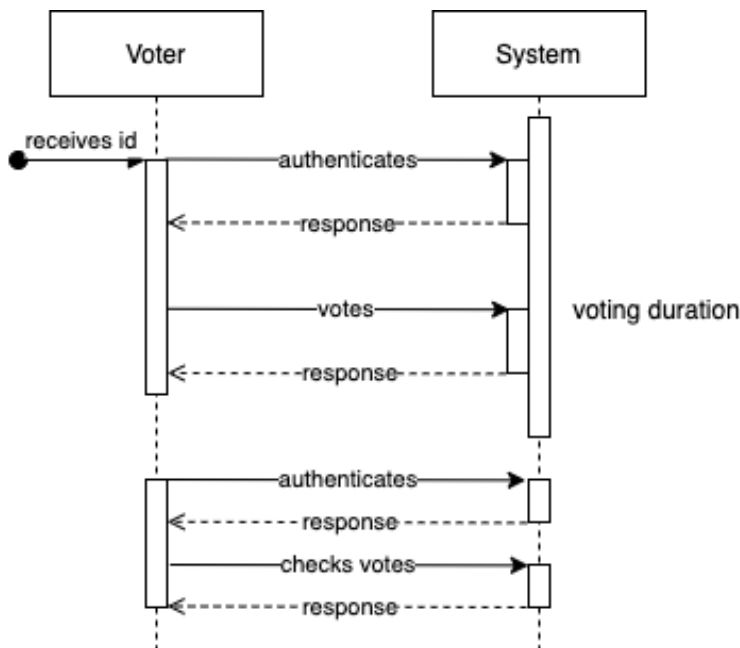 Voter
System
receives id
authenticates
response
votes
voting duration
response
authenticates
response
checks votes
response